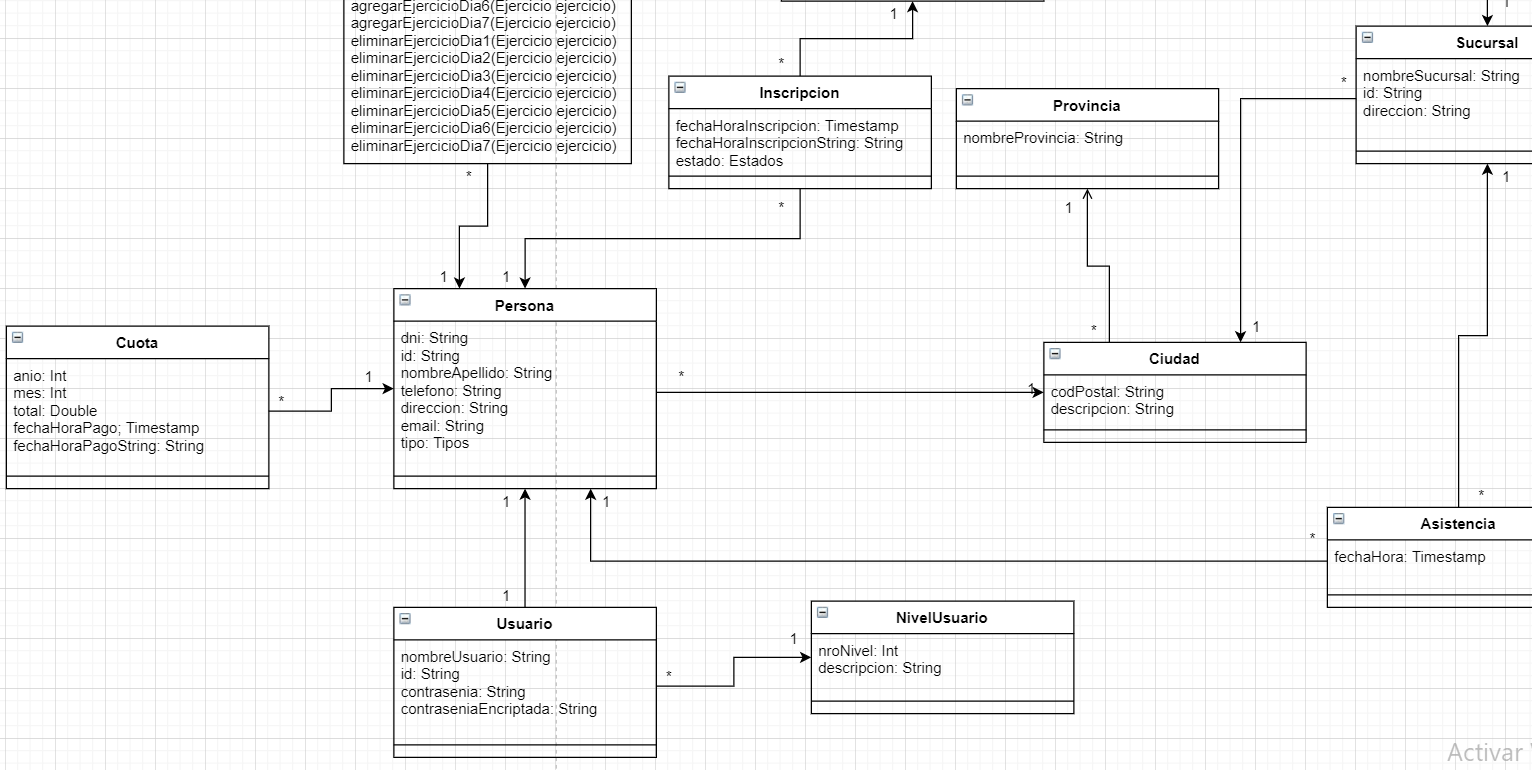 agregarEjercicioDia6(Ejercicio ejercicio)
agregarEjercicioDia7(Ejercicio ejercicio)
eliminarEjercicioDia1(Ejercicio ejercicio)
eliminarEjercicioDia2(Ejercicio ejercicio)
eliminarEjercicioDia3(Ejercicio ejercicio)
eliminarEjercicioDia4(Ejercicio ejercicio)
eliminarEjercicioDia5(Ejercicio ejercicio)
eliminarEjercicioDia6(Ejercicio ejercicio)
eliminarEjercicioDia7(Ejercicio ejercicio)
*
1
1
*
Inscripcion
fechaHoraInscripcion: Timestamp
fechaHoraInscripcionString: String
estado: Estados
*
1
Provincia
nombreProvincia: String
1
*
1
Sucursal
nombreSucursal: String
id: String
direccion: String
*
1
1
Cuota
anio: Int
mes: Int
total: Double
fechaHoraPago; Timestamp
fechaHoraPagoString: String
*
1
Persona
dni: String
id: String
nombreApellido: String
telefono: String
direccion: String
email: String
tipo: Tipos
*
1
Ciudad
codPostal: String
descripcion: String
1
1
1
*
*
Asistencia
fechaHora: Timestamp
Usuario
nombreUsuario: String
id: String
contrasenia: String
contraseniaEncriptada: String
*
1
NivelUsuario
nroNivel: Int
descripcion: String
Activar